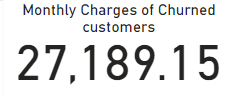 Monthly Charges of Churned
customers
27,189.15